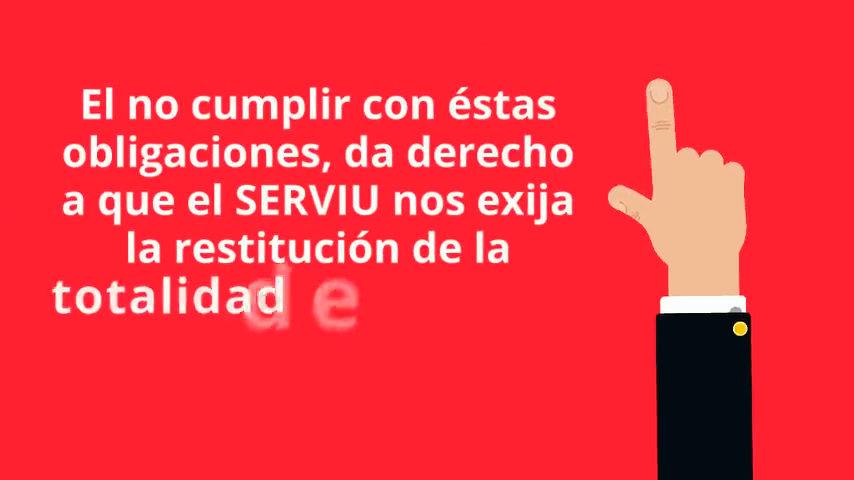 El no cumplir con éstas
obligaciones, da derecho
a que el SERVIU nos exija
la restitución de la
totalidad de